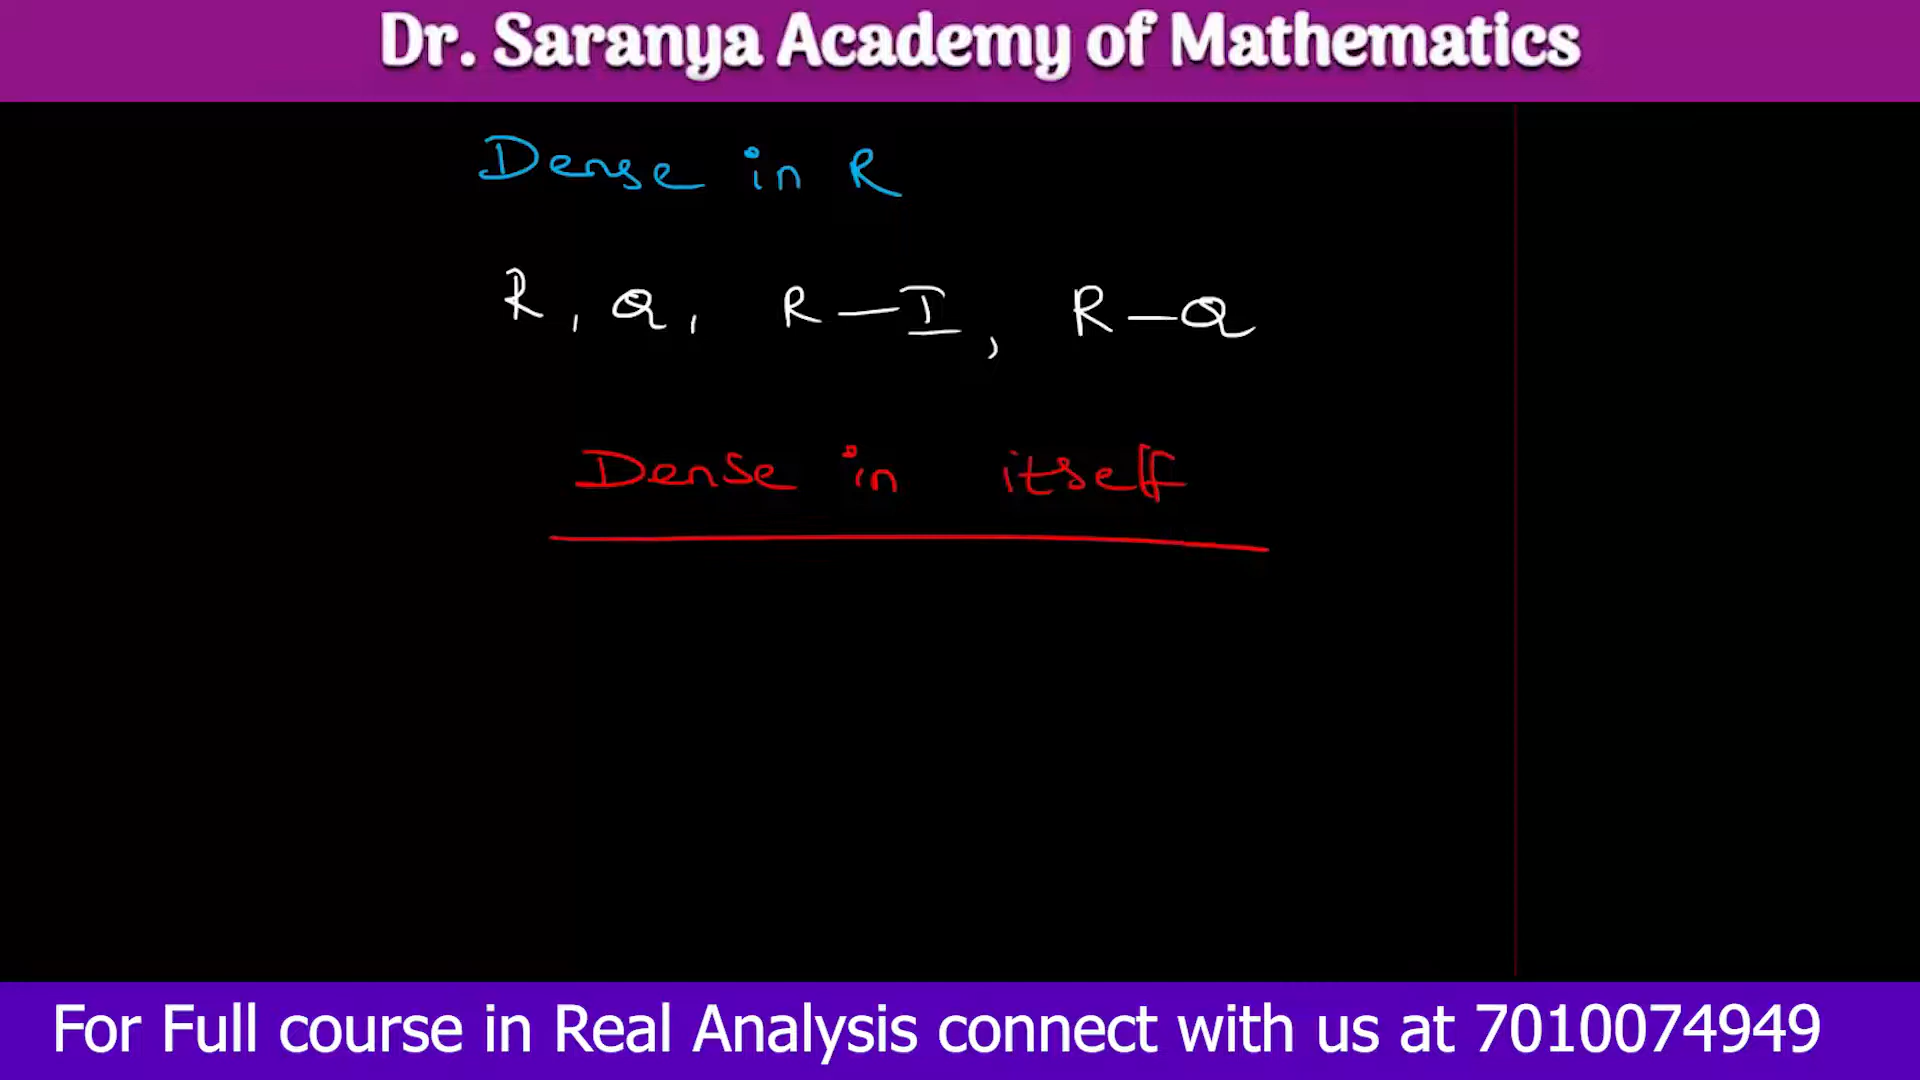 Dr. Saranya Academy of Mathematics
Dense in R
R, Q, R - I, R - Q
Dense in itself
For Full course in Real Analysis connect with us at 7010074949